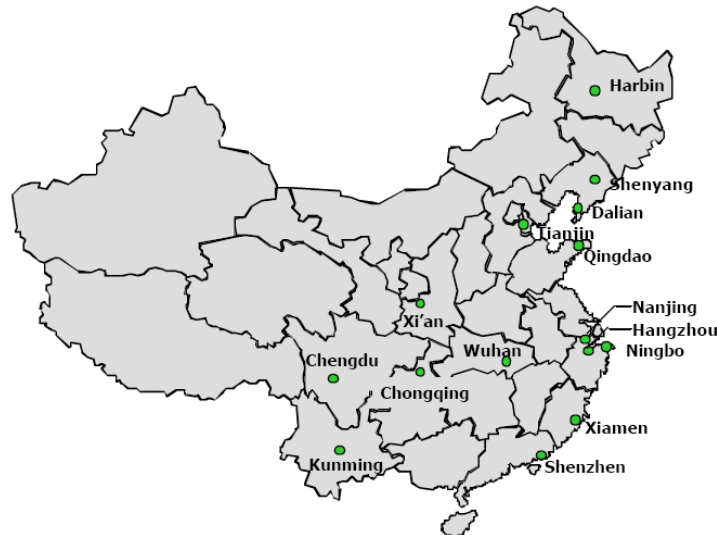 Harbin
Shenyang
Dalian
Tianjin
Qingdao
Nanjing
Xi'an
Hangzhou
Wuhan
Ningbo
Chengdu
Chongqing
Xiamen
Kunming
Shenzhen